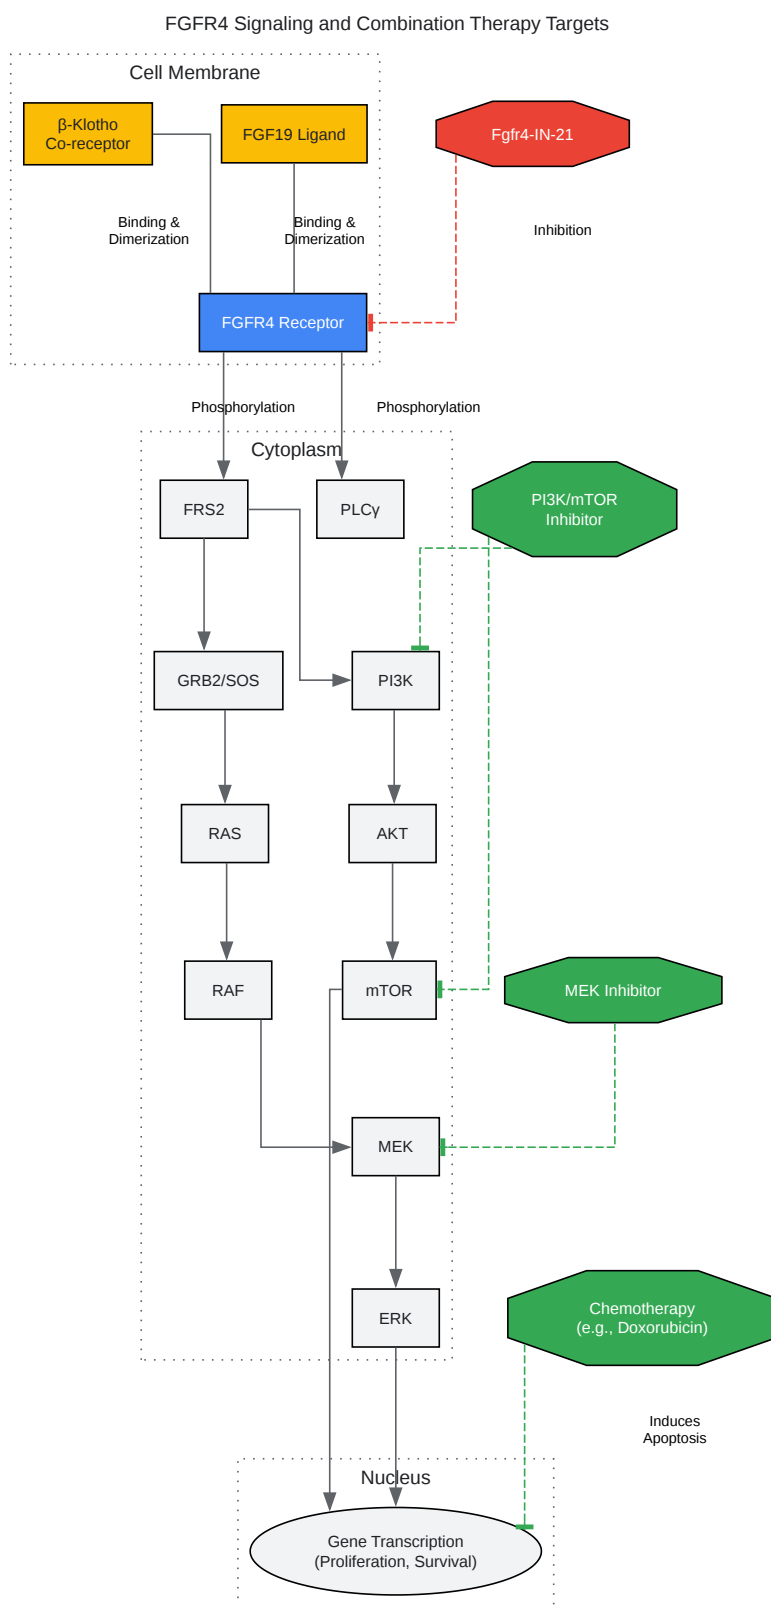 FGFR4 Signaling and Combination Therapy Targets
Cell Membrane
β-Klotho
Co-receptor
FGF19 Ligand
Fgfr4-IN-21
Binding &
Dimerization
Binding &
Dimerization
Inhibition
FGFR4 Receptor
Phosphorylation
Phosphorylation
Cytoplasm
FRS2
PLCγ
PI3K/mTOR
Inhibitor
GRB2/SOS
PI3K
RAS
AKT
RAF
mTOR
MEK Inhibitor
MEK
ERK
Chemotherapy
(e.g., Doxorubicin)
Induces
Apoptosis
Nucleus
Gene Transcription
(Proliferation, Survival)